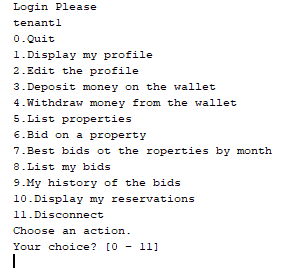 Login Please
tenant1
0.Quit
1.Display my profile
2.Edit the profile
3.Deposit money on the wallet
4.Withdraw money from the wallet
5.List properties
6.Bid on a property
7.Best bids ot the roperties by month
8.List my bids
9.My history of the bids
10.Display my reservations
11.Disconnect
Choose an action.
Your choice? [0 - 11]